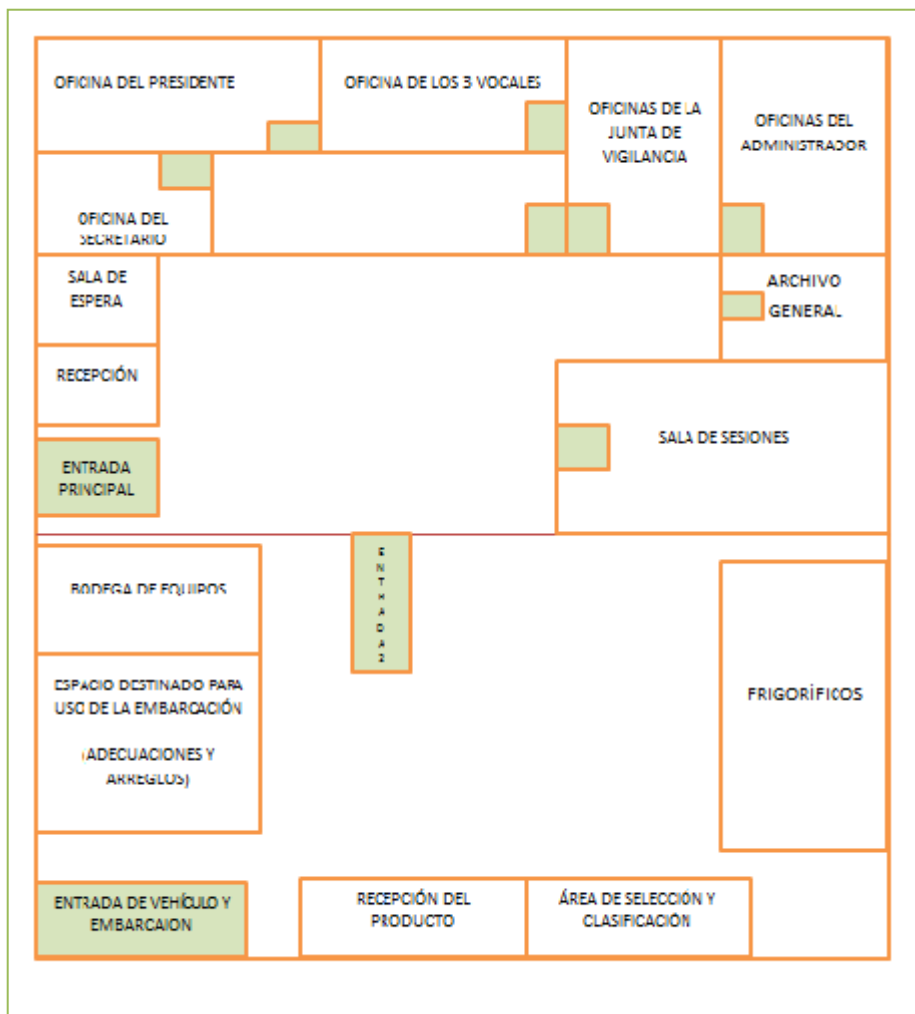 OFICINA DEL PRESIDENTE
OFICINA DE LOS 3 VOCALES
OFICINAS DE LA
JUNTA DE
VIGILANCIA
OFICINAS DEL
ADMINISTRADOR
OFICINA DEL
SECRETARIO
SALA DE
ESPERA
ARCHIVO
GENERAL
RECEPCIÓN
SALA DE SESIONES
ENTRADA
PRINCIPAL
E
N
T
R
A
D
A
2
BODEGA DE EQUIPOS
ESPACIO DESTINADO PARA
USO DE LA EMBARCACIÓN
(ADECUACIONES Y
ARREGLOS)
FRIGORÍFICOS
ENTRADA DE VEHÍCULO Y
EMBARCAION
RECEPCIÓN DEL
PRODUCTO
ÁREA DE SELECCIÓN Y
CLASIFICACIÓN